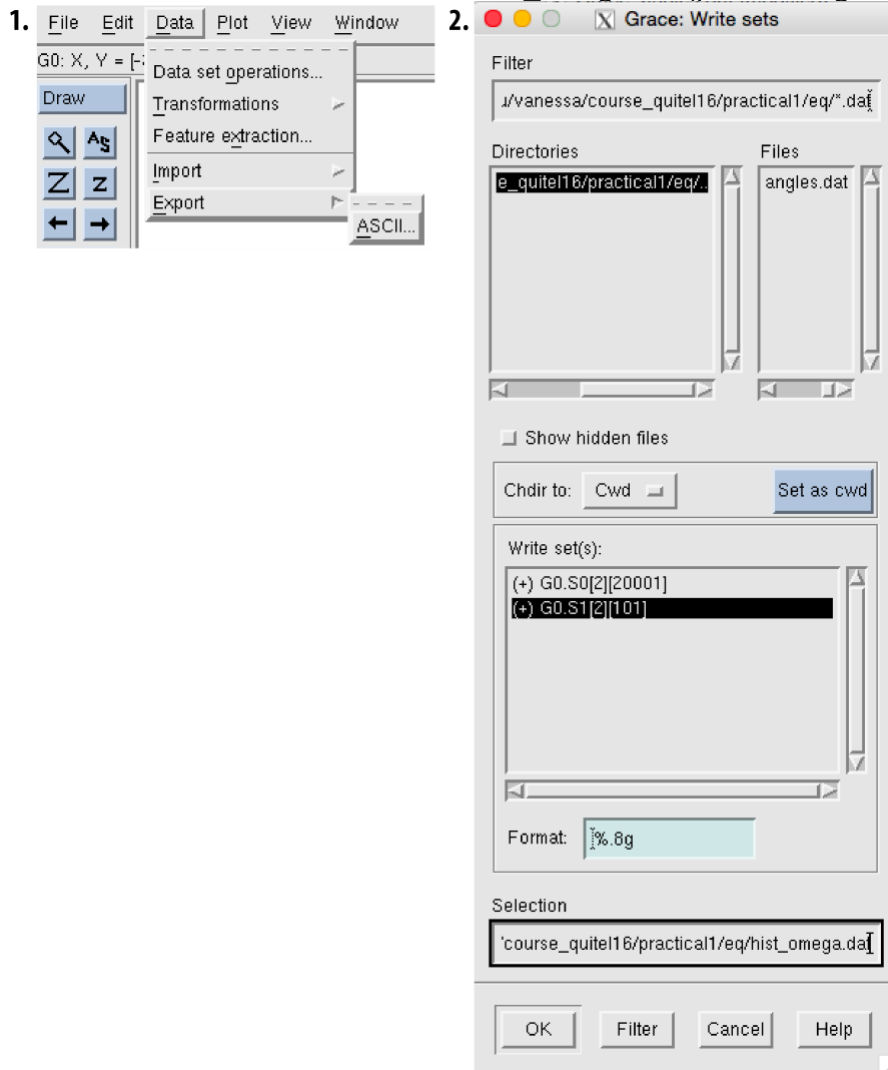 1.
File Edit Data Plot View Window
G0: X, Y = [-
Data set operations...
Draw
Transformations
Feature extraction...
A S
Import
Z z
Export
ASCII...
2.
X Grace: Write sets
Filter
/vanessa/course_quitel16/practical1/eq/*.dat
Directories Files
e_quitel16/practical1/eq/.. angles.dat
Show hidden files
Chdir to: Cwd Set as cwd
Write set(s):
(+) G0.S0[2][20001]
(+) G0.S1[2][101]
Format: %.8g
Selection
course_quitel16/practical1/eq/hist_omega.dat
OK Filter Cancel Help